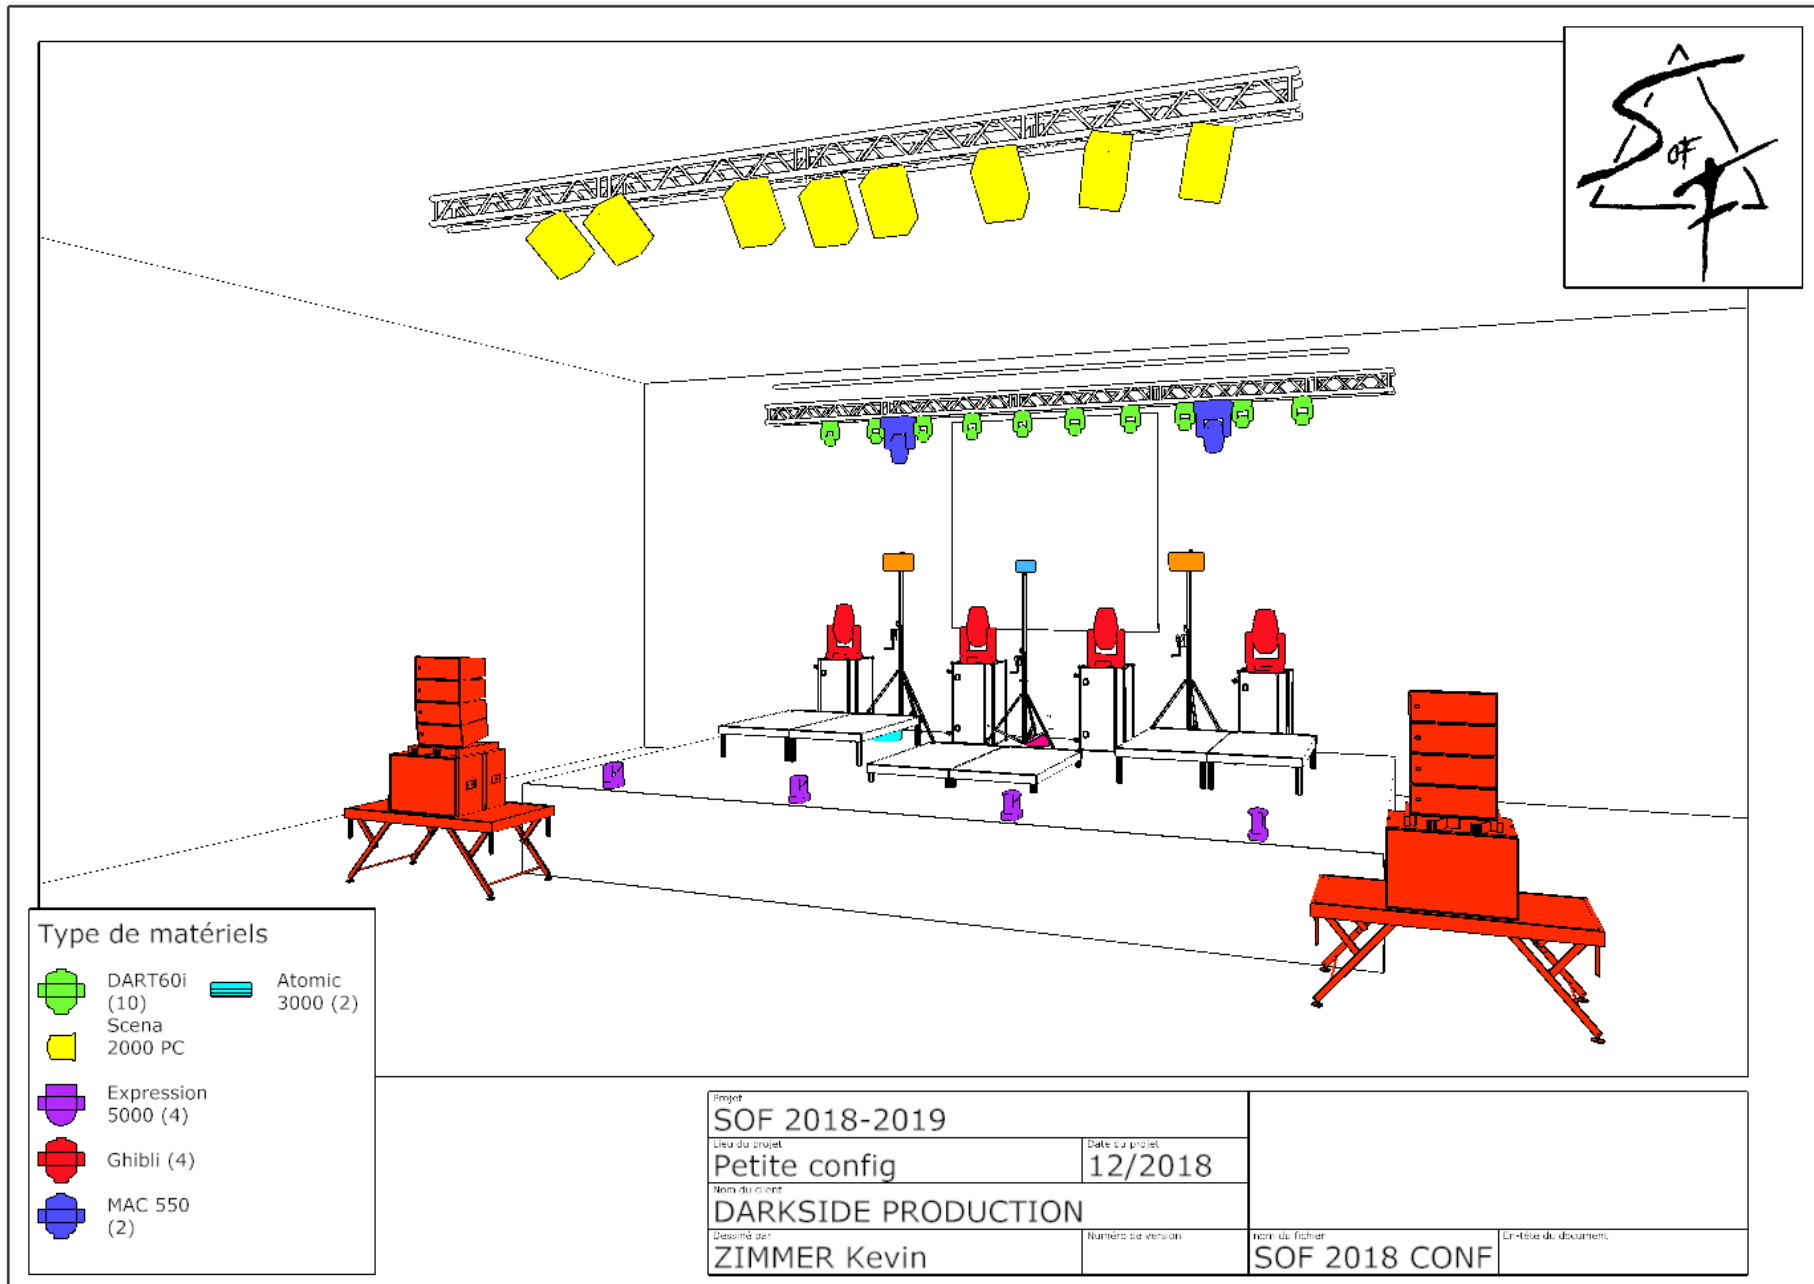 SOF
Type de matériels
DART60i
(10)
Atomic
3000 (2)
Scena
2000 PC
Expression
5000 (4)
Ghibli (4)
MAC 550
(2)
Projet
SOF 2018-2019
Lieu du projet
Petite config
Date du projet
12/2018
Nom du client
DARKSIDE PRODUCTION
Dessiné par
ZIMMER Kevin
Numéro de version
nom du fichier
SOF 2018 CONF
En-tête du document